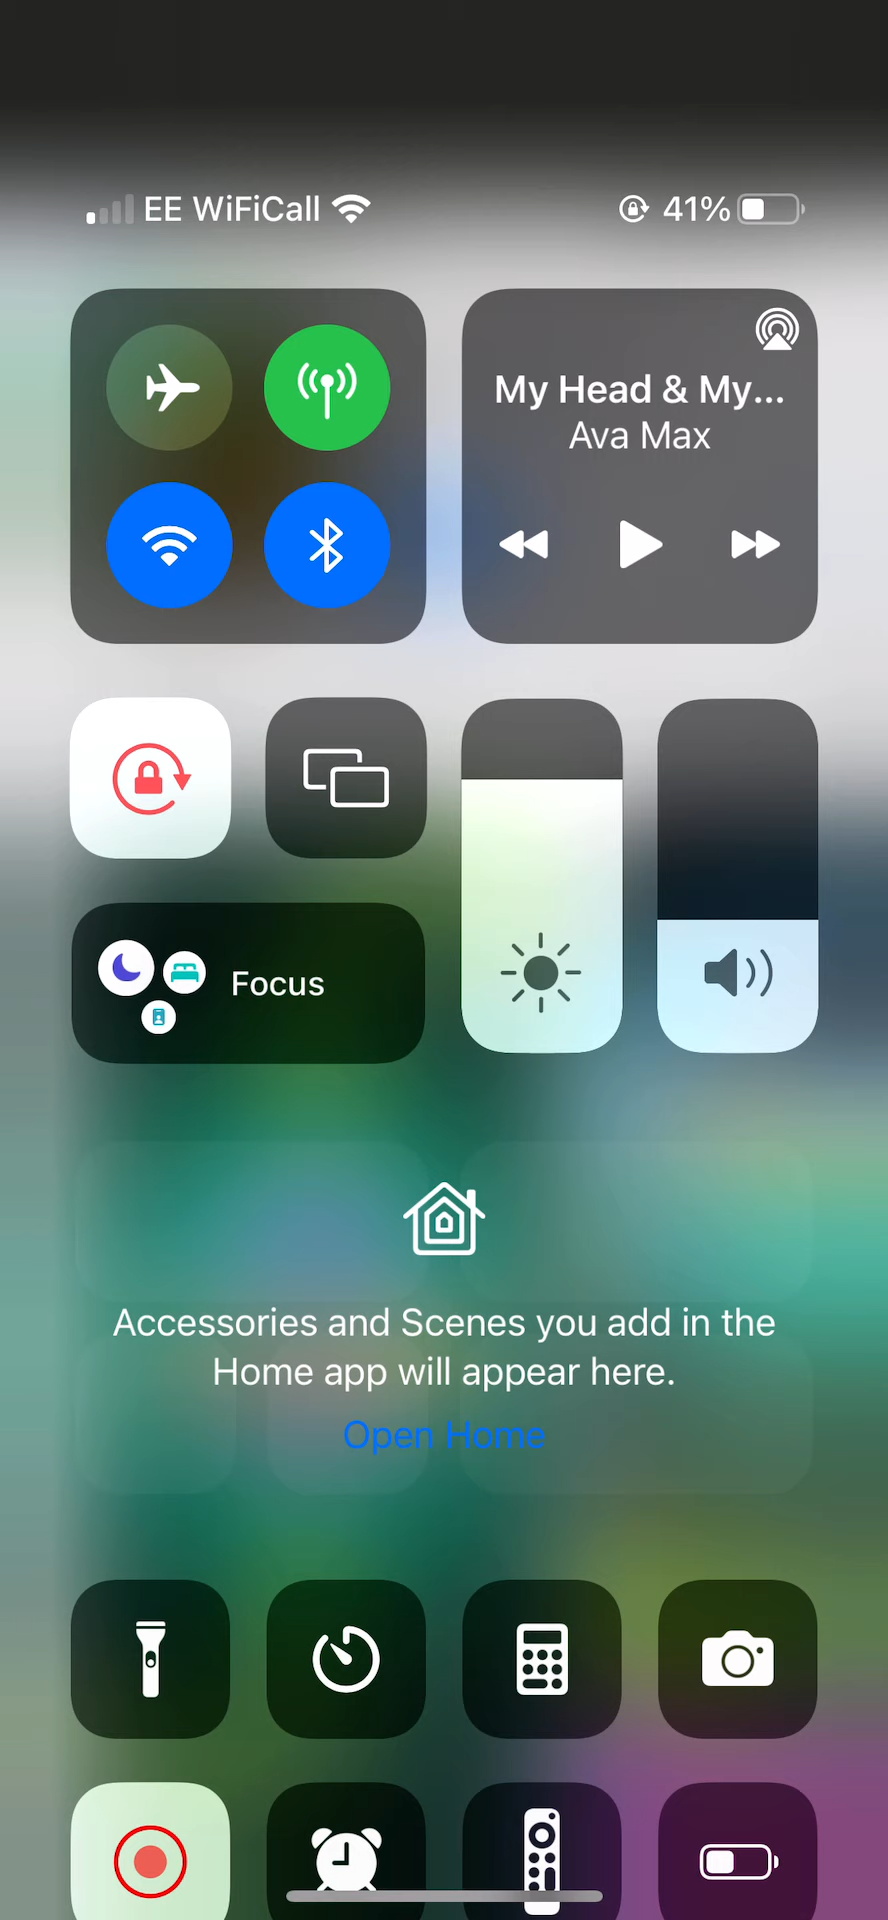 EE WiFiCall
41%
My Head & My...
Ava Max
Focus
Accessories and Scenes you add in the
Home app will appear here.
Open Home